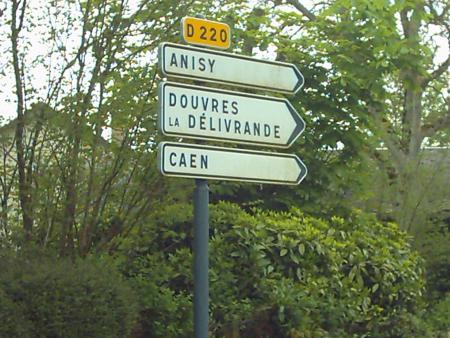 D 220
ANISY
DOUVRES
LA DÉLIVRANDE
CAEN